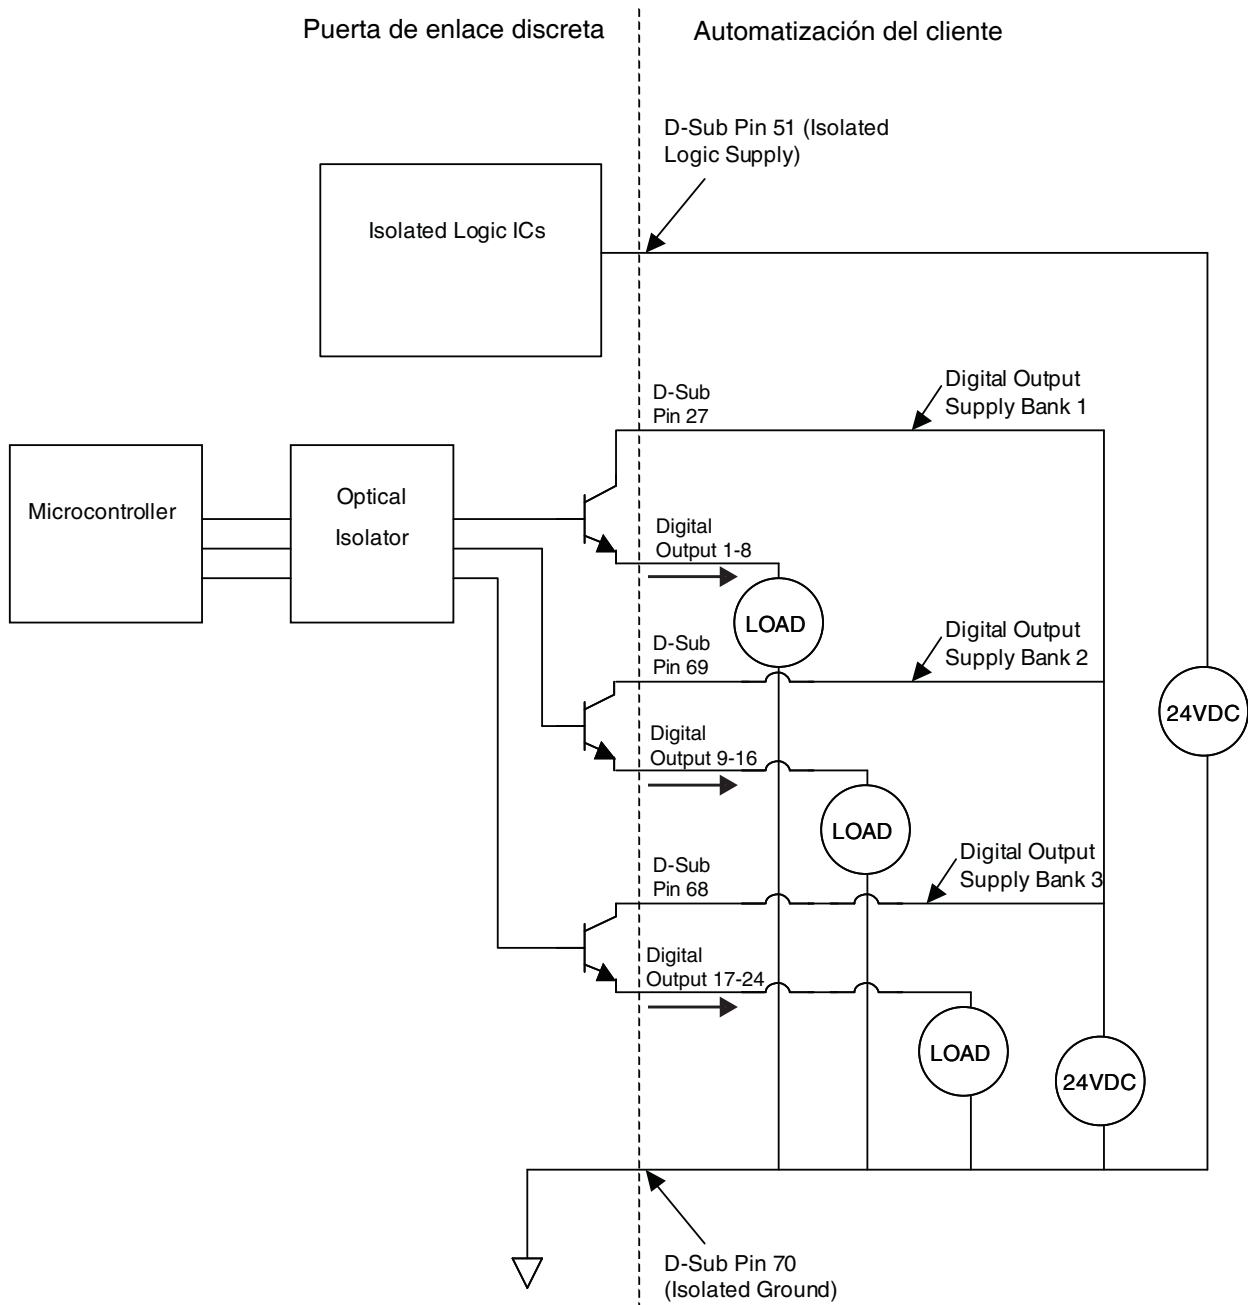 Puerta de enlace discreta
Automatización del cliente
D-Sub Pin 51 (Isolated
Logic Supply)
Isolated Logic ICs
D-Sub
Pin 27
Digital Output
Supply Bank 1
Microcontroller
Optical
Isolator
Digital
Output 1-8
LOAD
D-Sub
Pin 69
Digital Output
Supply Bank 2
24VDC
Digital
Output 9-16
LOAD
D-Sub
Pin 68
Digital Output
Supply Bank 3
Digital
Output 17-24
LOAD
24VDC
D-Sub Pin 70
(Isolated Ground)